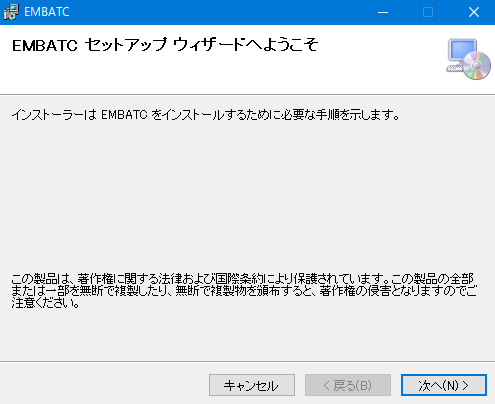 EMBATC
EMBATC セットアップ ウィザードへようこそ
インストーラーは EMBATC をインストールするために必要な手順を示します。
この製品は、著作権に関する法律および国際条約により保護されています。この製品の全部
または一部を無断で複製したり、無断で複製物を頒布すると、著作権の侵害となりますのでご
注意ください。
キャンセル
< 戻る(B)
次へ(N) >